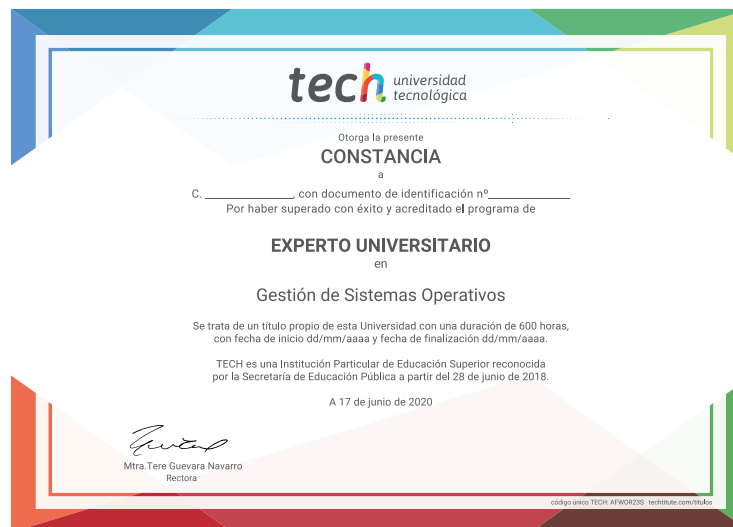 tech universidad
tecnológica
Otorga la presente
CONSTANCIA
a
C. ______________, con documento de identificación nº______________
Por haber superado con éxito y acreditado el programa de
EXPERTO UNIVERSITARIO
en
Gestión de Sistemas Operativos
Se trata de un título propio de esta Universidad con una duración de 600 horas,
con fecha de inicio dd/mm/aaaa y fecha de finalización dd/mm/aaaa.
TECH es una Institución Particular de Educación Superior reconocida
por la Secretaría de Educación Pública a partir del 28 de junio de 2018.
A 17 de junio de 2020
Mtra.Tere Guevara Navarro
Rectora
código único TECH: AFWOR23S techtitute.com/titulos